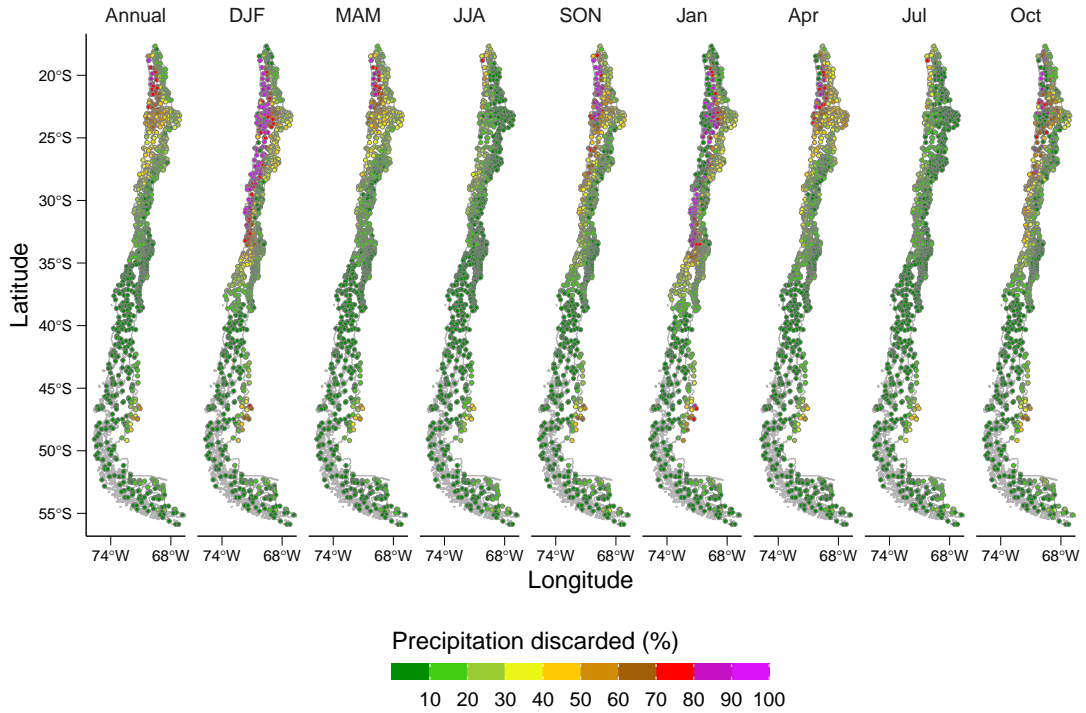 Annual DJF MAM JJA SON Jan Apr Jul Oct
20°S
25°S
30°S
35°S
40°S
45°S
50°S
55°S
Latitude
74°W 68°W 74°W 68°W 74°W 68°W 74°W 68°W 74°W 68°W 74°W 68°W 74°W 68°W 74°W 68°W 74°W 68°W
Longitude
Precipitation discarded (%)
10 20 30 40 50 60 70 80 90 100